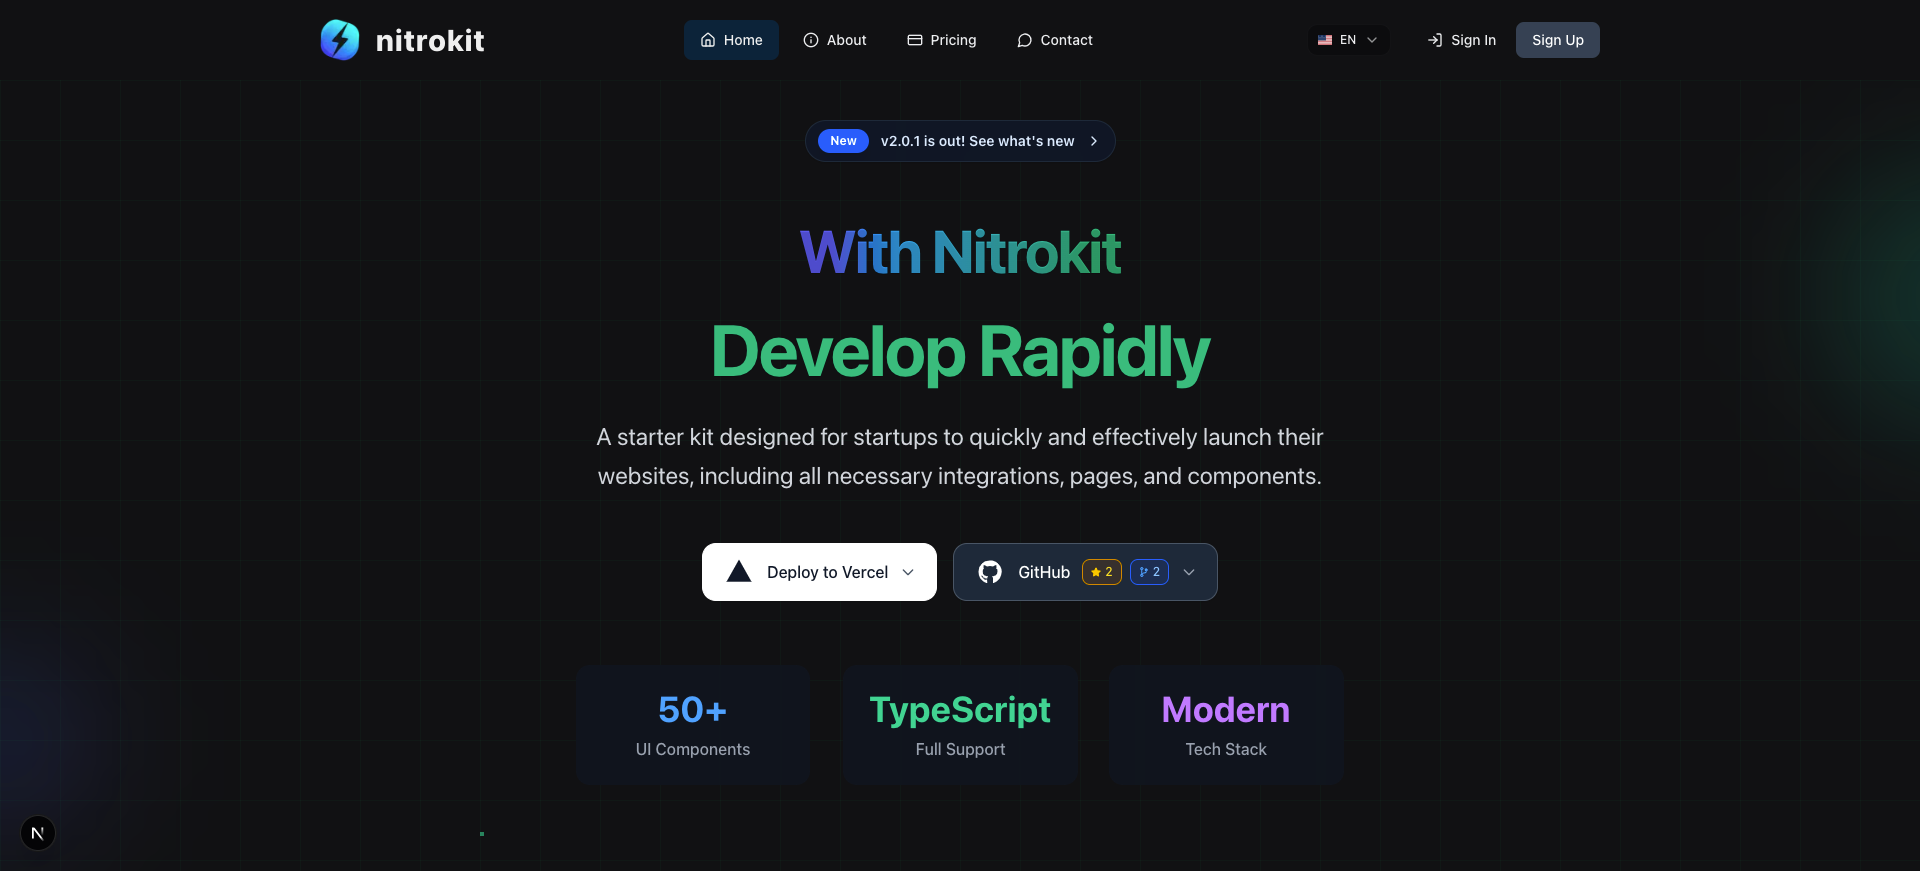 nitrokit
Home About Pricing Contact
EN Sign In Sign Up
New v2.0.1 is out! See what's new
With Nitrokit
Develop Rapidly
A starter kit designed for startups to quickly and effectively launch their
websites, including all necessary integrations, pages, and components.
Deploy to Vercel GitHub 2 2
50+
UI Components
TypeScript
Full Support
Modern
Tech Stack
N